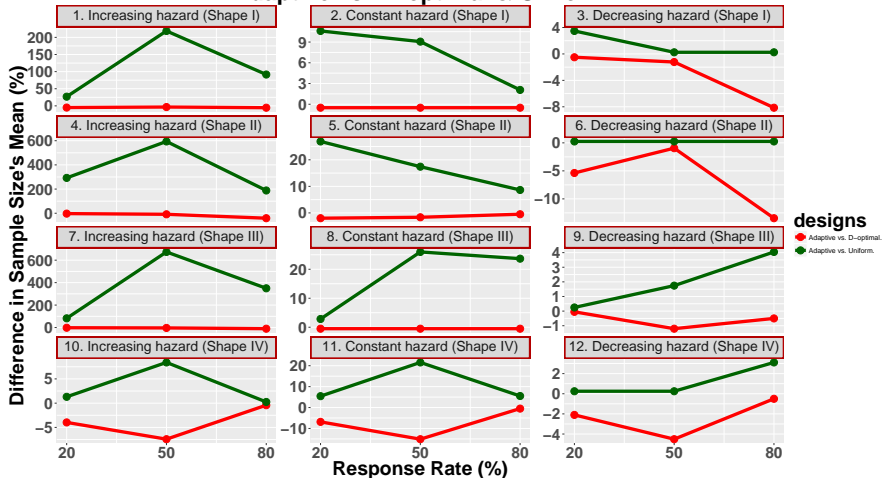 1. Increasing hazard (Shape I)
2. Constant hazard (Shape I)
3. Decreasing hazard (Shape I)
200
150
100
50
0
9
6
3
0
4
0
−4
−8
4. Increasing hazard (Shape II)
5. Constant hazard (Shape II)
6. Decreasing hazard (Shape II)
600
400
200
0
20
10
0
0
−5
−10
7. Increasing hazard (Shape III)
8. Constant hazard (Shape III)
9. Decreasing hazard (Shape III)
600
400
200
0
20
10
0
4
3
2
1
0
−1
10. Increasing hazard (Shape IV)
11. Constant hazard (Shape IV)
12. Decreasing hazard (Shape IV)
5
0
−5
20
10
0
−10
2
0
−2
−4
20 50 80
20 50 80
20 50 80
Response Rate (%)
Difference in Sample Size's Mean (%)
designs
Adaptive vs. D−optimal.
Adaptive vs. Uniform.